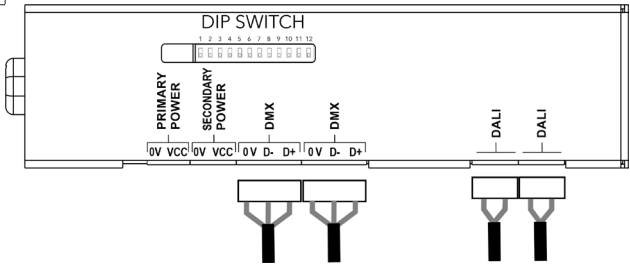 DIP SWITCH
1 2 3 4 5 6 7 8 9 10 11 12
PRIMARY
POWER
SECONDARY
POWER
DMX
DMX
DALI
DALI
0V VCC 0V VCC 0V D- D+ 0V D- D+